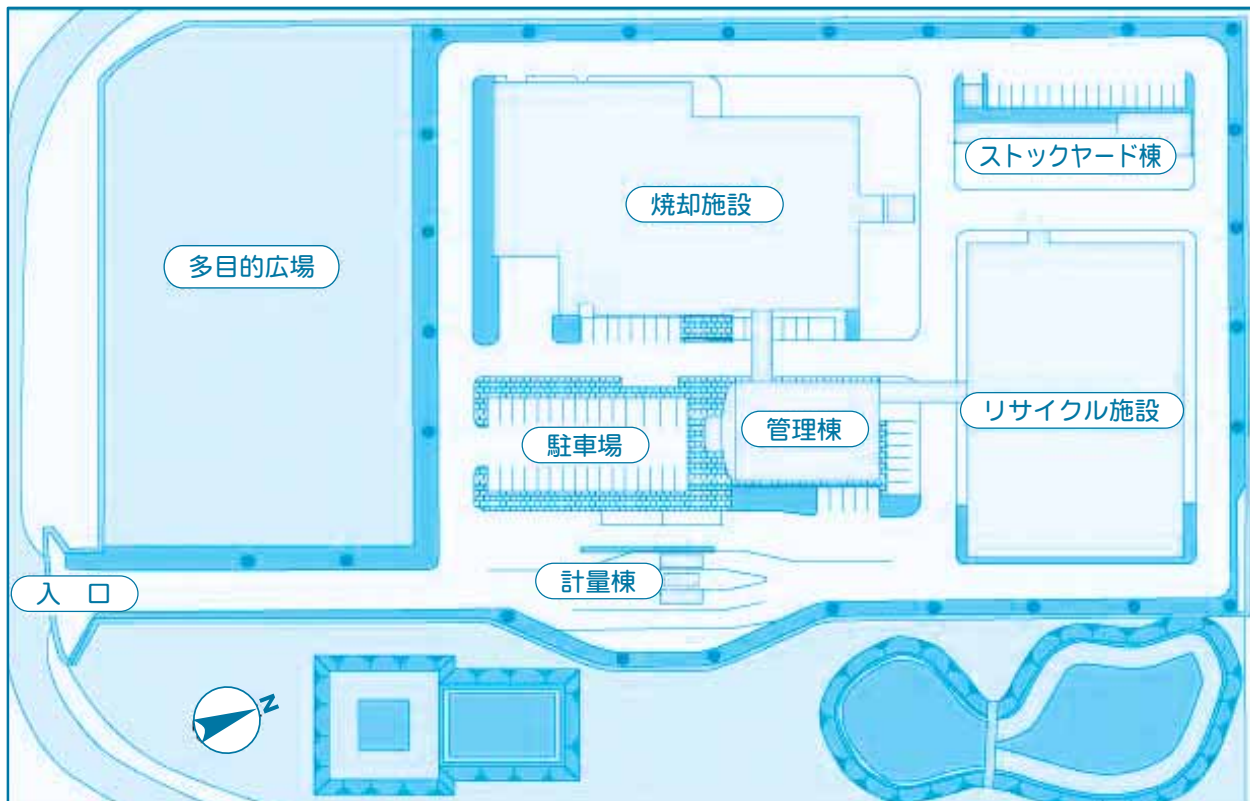 ストックヤード棟
焼却施設
多目的広場
リサイクル施設
管理棟
駐車場
計量棟
入 口
N